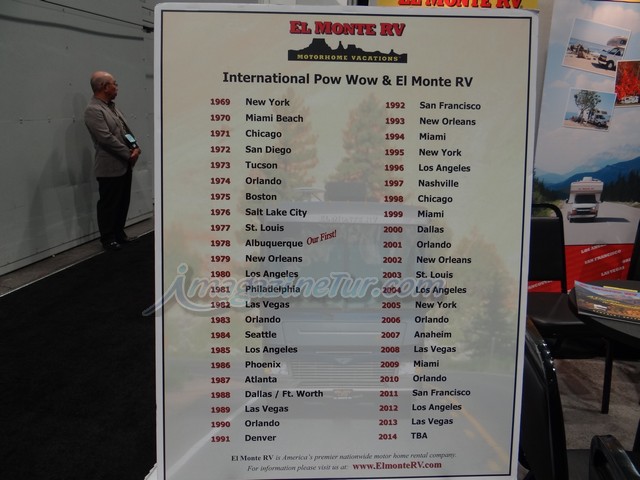 EL MONTE RV
EL MONTE RV
MOTORHOME VACATIONS
International Pow Wow & El Monte RV
1969 New York
1970 Miami Beach
1971 Chicago
1972 San Diego
1973 Tucson
1974 Orlando
1975 Boston
1976 Salt Lake City
1977 St. Louis
1978 Albuquerque Our First!
1979 New Orleans
1980 Los Angeles
1981 Philadelphia
1982 Las Vegas
1983 Orlando
1984 Seattle
1985 Los Angeles
1986 Phoenix
1987 Atlanta
1988 Dallas / Ft. Worth
1989 Las Vegas
1990 Orlando
1991 Denver
1992 San Francisco
1993 New Orleans
1994 Miami
1995 New York
1996 Los Angeles
1997 Nashville
1998 Chicago
1999 Miami
2000 Dallas
2001 Orlando
2002 New Orleans
2003 St. Louis
2004 Los Angeles
2005 New York
2006 Orlando
2007 Anaheim
2008 Las Vegas
2009 Miami
2010 Orlando
2011 San Francisco
2012 Los Angeles
2013 Las Vegas
2014 TBA
El Monte RV is America's premier nationwide motor home rental company.
For information please visit us at: www.ElmonteRV.com